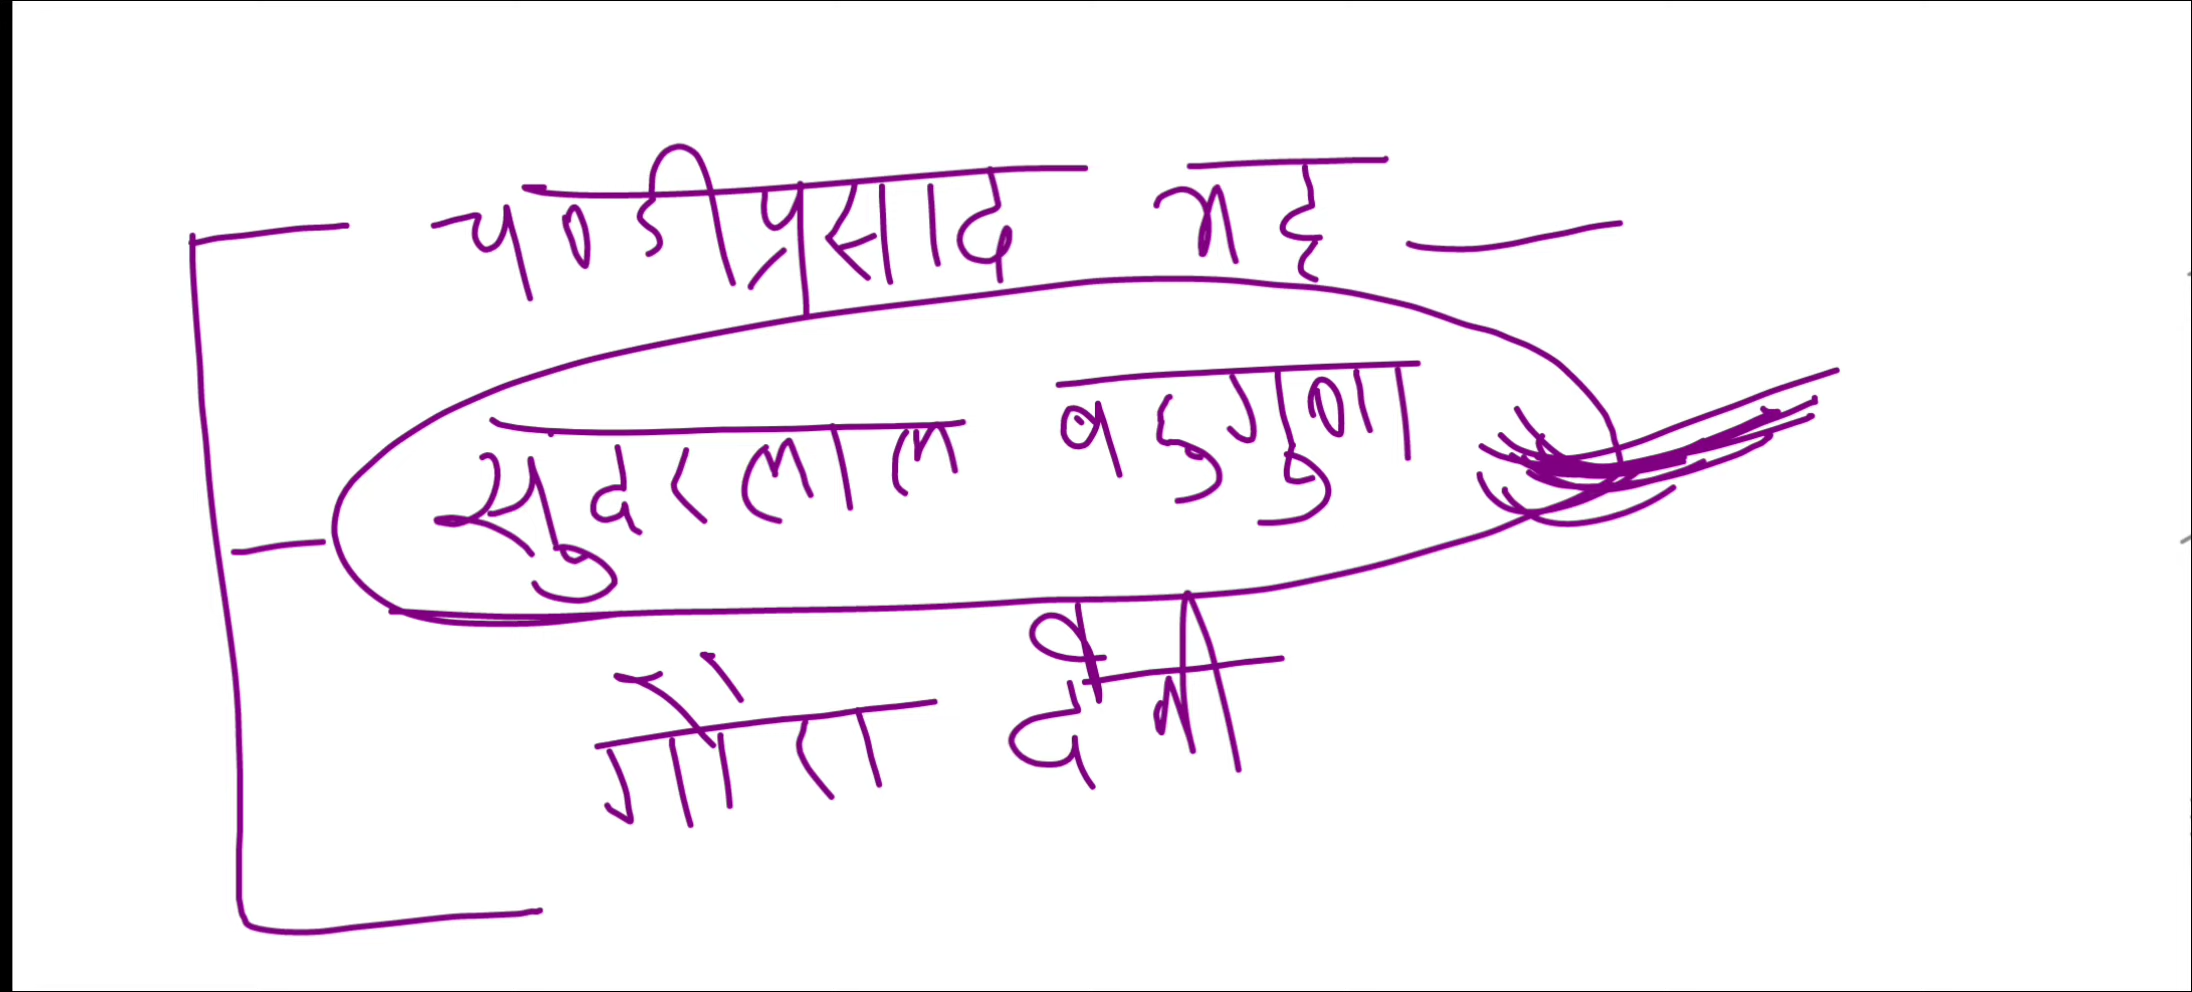 चण्डीप्रसाद भट्ट
सुंदरलाल बहुगुणा
गौरा देवी